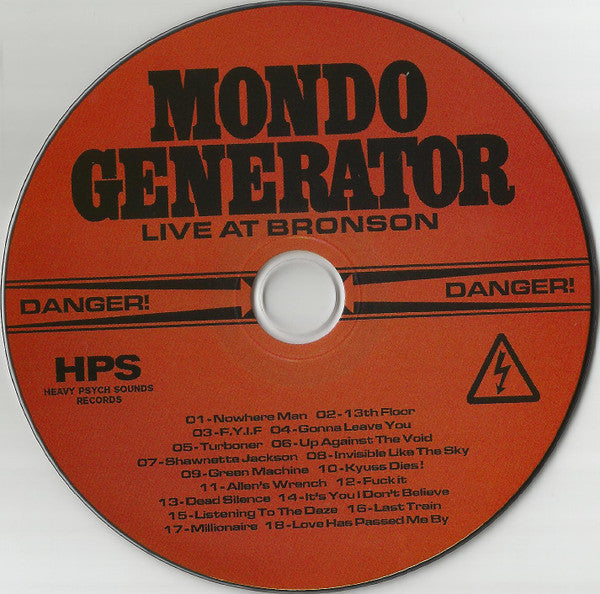 MONDO
GENERATOR
LIVE AT BRONSON
DANGER! DANGER!
HPS
HEAVY PSYCH SOUNDS
RECORDS
01-Nowhere Man 02-13th Floor
03-F.Y.I.F 04-Gonna Leave You
05-Turboner 06-Up Against The Void
07-Shawnette Jackson 08-Invisible Like The Sky
09-Green Machine 10-Kyuss Dies!
11-Allen's Wrench 12-Fuck it
13-Dead Silence 14-It's You I Don't Believe
15-Listening To The Daze 16-Last Train
17-Millionaire 18-Love Has Passed Me By